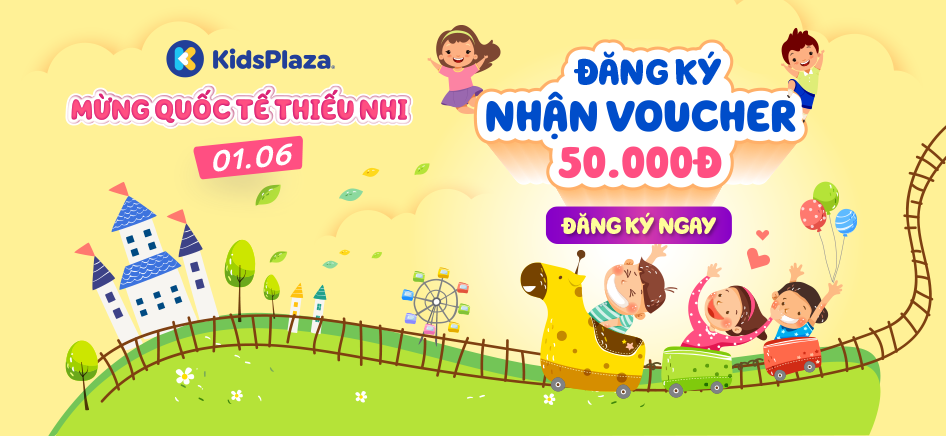 KidsPlaza
MỪNG QUỐC TẾ THIẾU NHI
01.06
ĐĂNG KÝ
NHẬN VOUCHER
50.000Đ
ĐĂNG KÝ NGAY